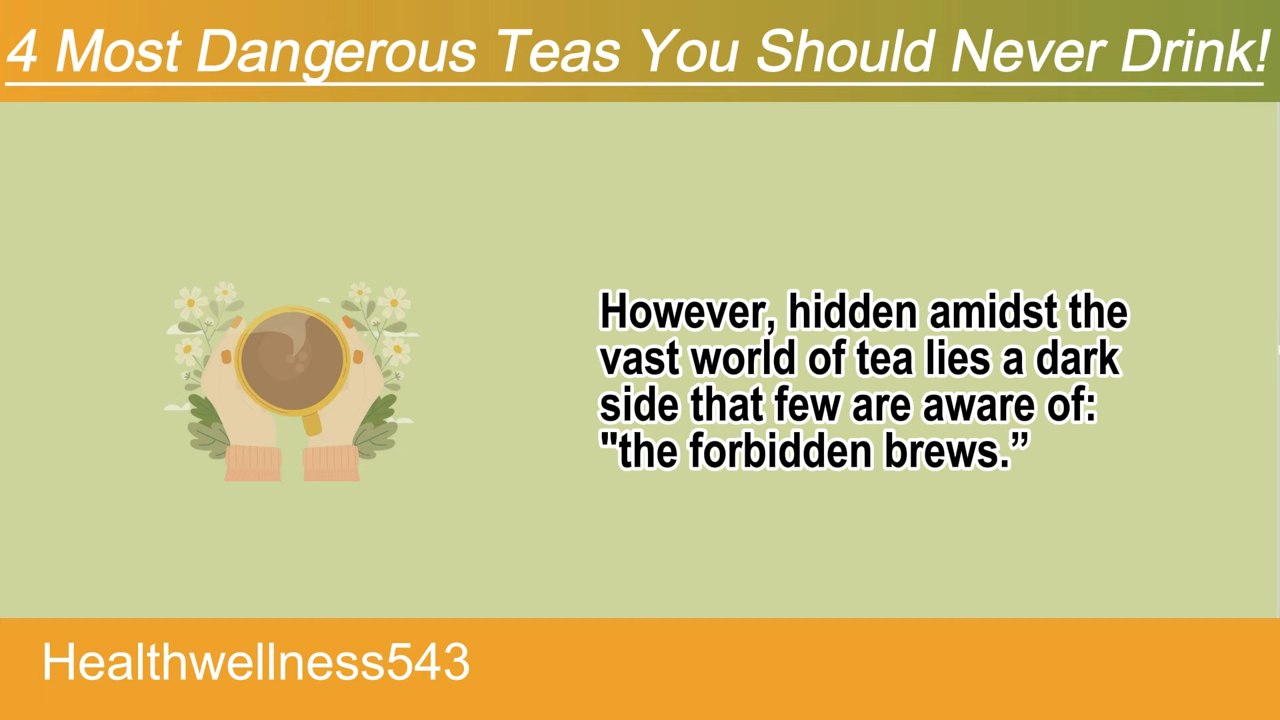 4 Most Dangerous Teas You Should Never Drink!
However, hidden amidst the
vast world of tea lies a dark
side that few are aware of:
"the forbidden brews.”
Healthwellness543